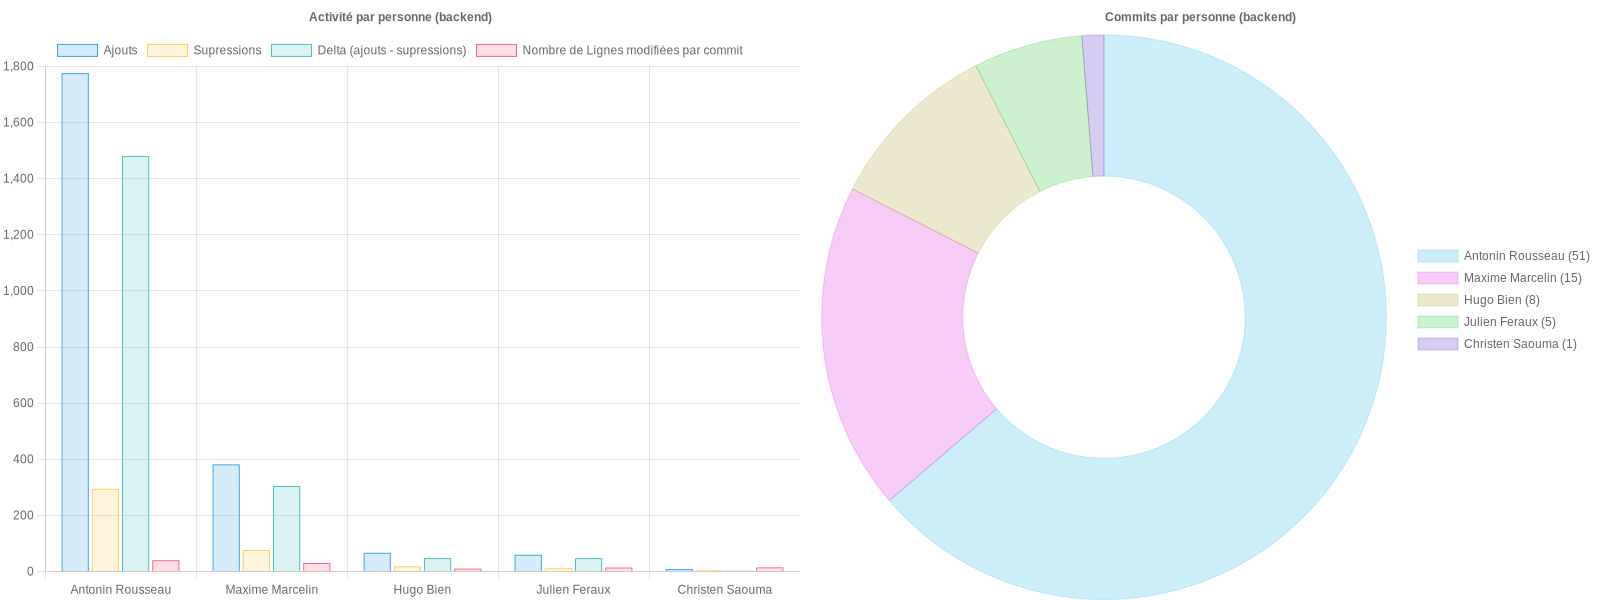 Activité par personne (backend)
Ajouts Supressions Delta (ajouts - supressions) Nombre de Lignes modifiées par commit
1,800
1,600
1,400
1,200
1,000
800
600
400
200
0
Antonin Rousseau Maxime Marcelin Hugo Bien Julien Feraux Christen Saouma
Commits par personne (backend)
Antonin Rousseau (51)
Maxime Marcelin (15)
Hugo Bien (8)
Julien Feraux (5)
Christen Saouma (1)